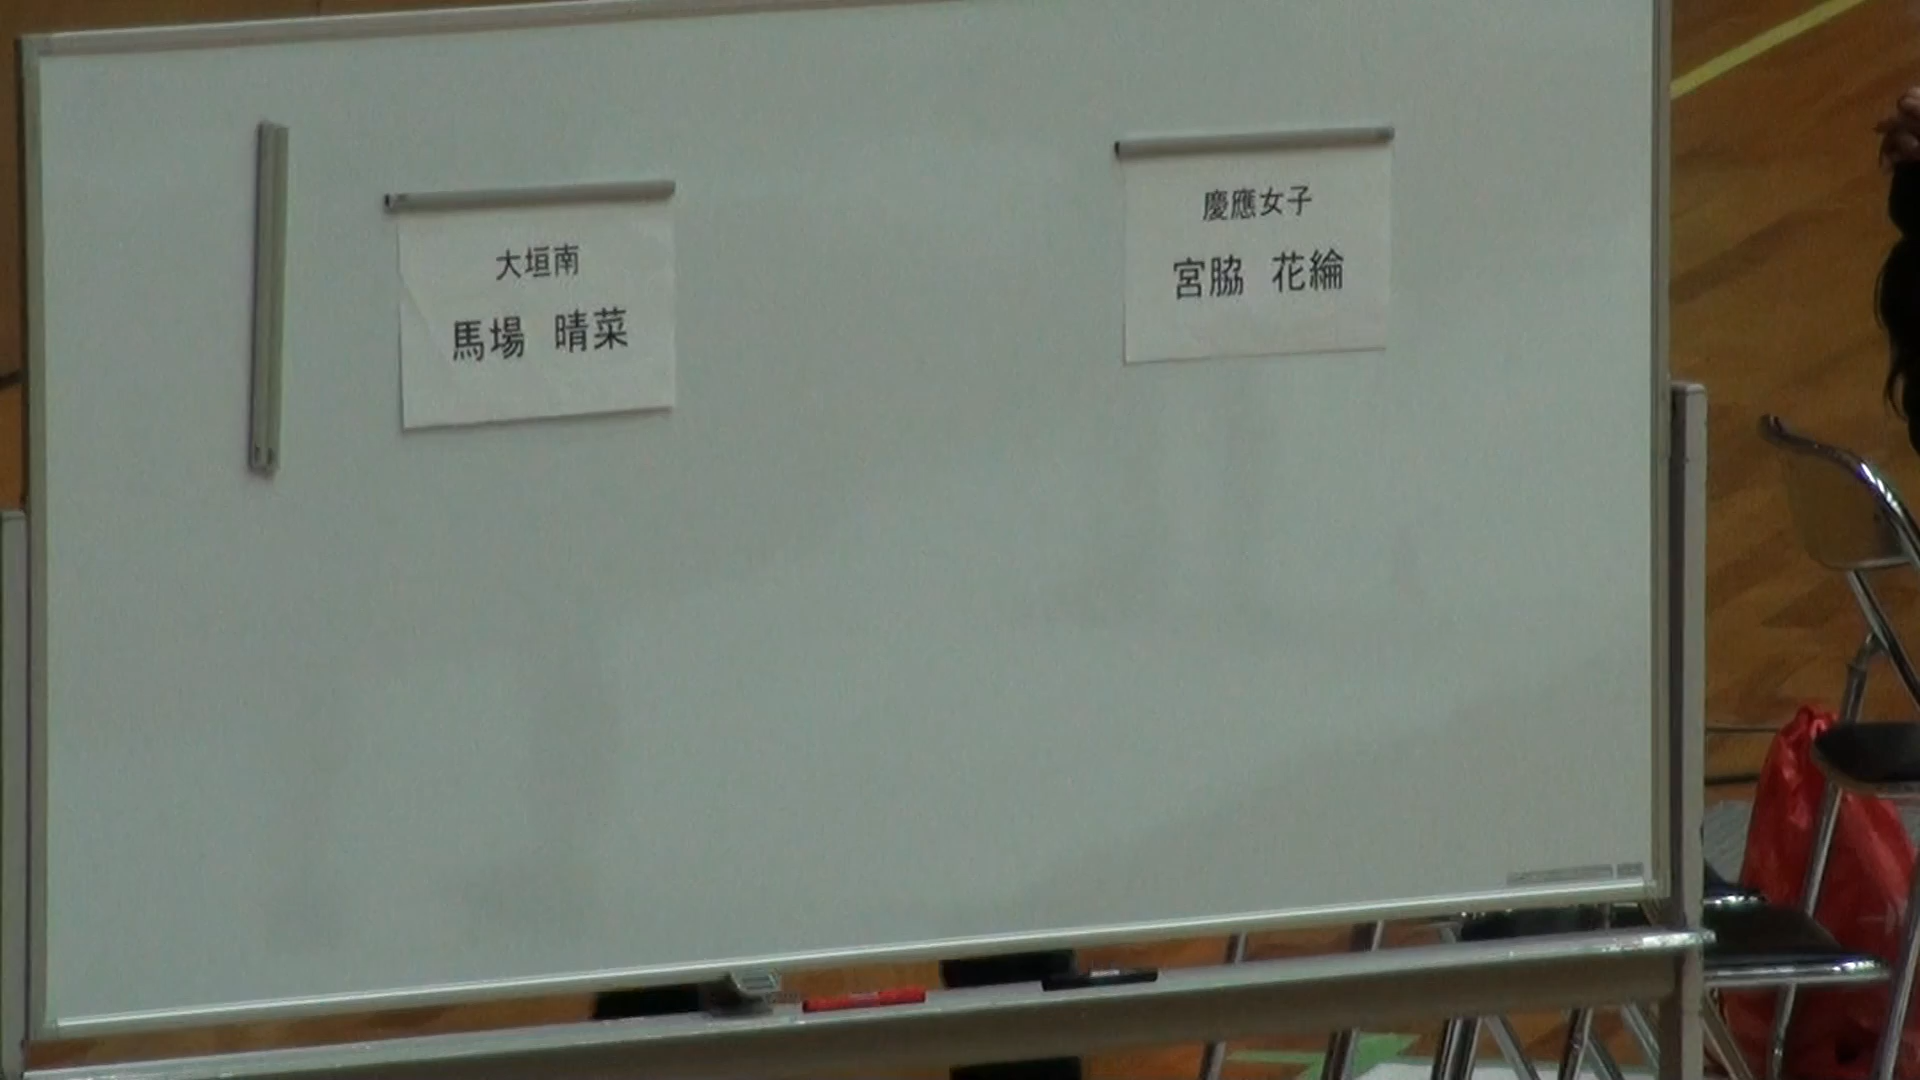 大垣南
馬場 晴菜
慶應女子
宮脇 花綸